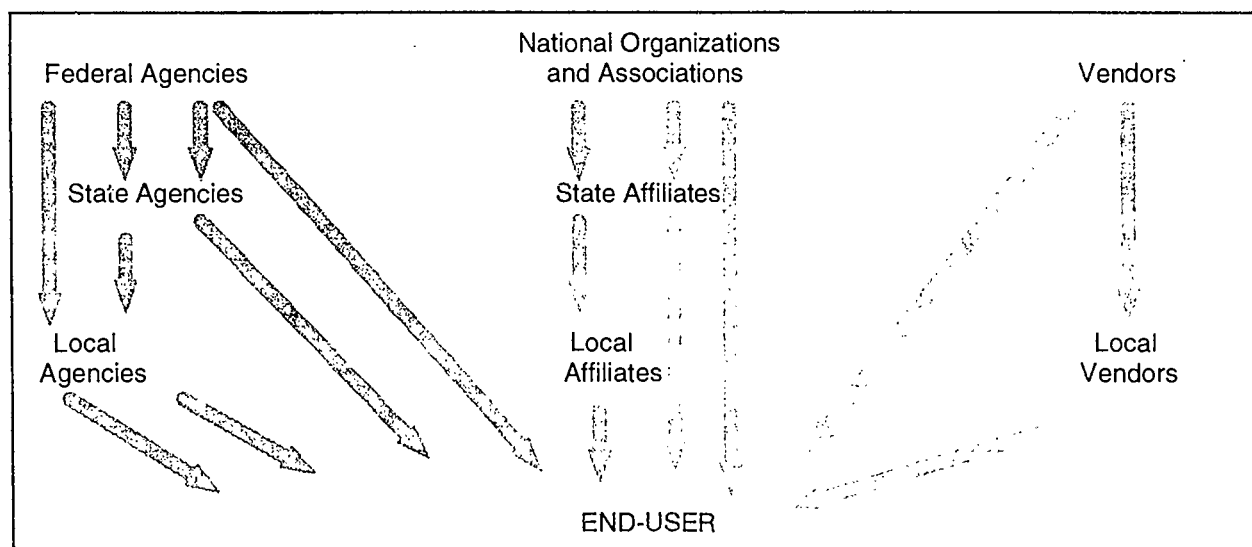 National Organizations
and Associations
Federal Agencies
Vendors
State Agencies
State Affiliates
Local
Agencies
Local
Affiliates
Local
Vendors
END-USER